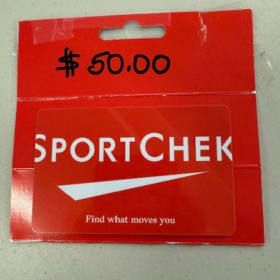 $ 50.00
SPORTCHEK
Find what moves you